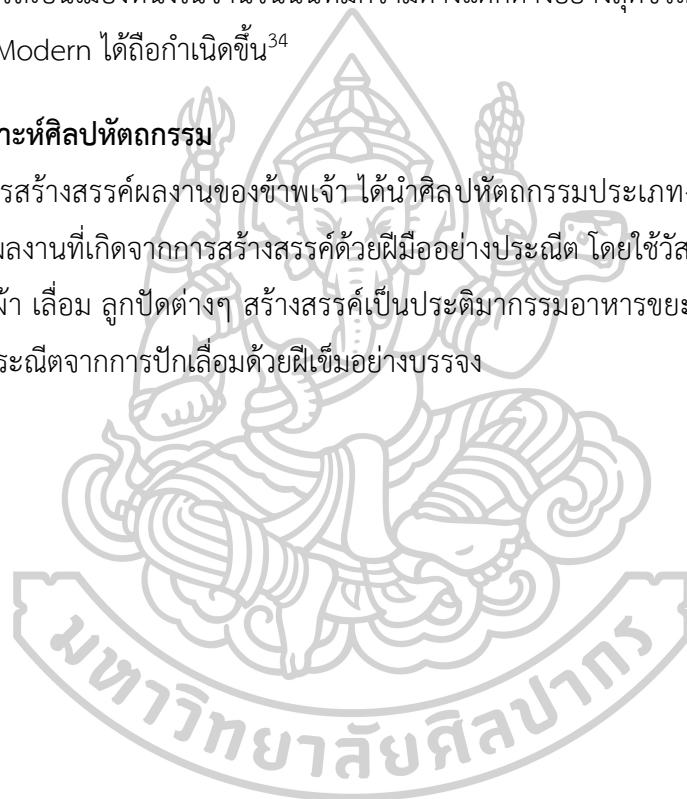 Modern ได้ถือกำเนิดขึ้น34
าะห์ศิลปหัตถกรรม
รสร้างสรรค์ผลงานของข้าพเจ้า ได้นำศิลปหัตถกรรมประเภท
ผลงานที่เกิดจากการสร้างสรรค์ด้วยฝีมืออย่างประณีต โดยใช้วัส
ผ้า เลื่อม ลูกปัดต่างๆ สร้างสรรค์เป็นประติมากรรมอาหารขยะ
ระณีตจากการปักเลื่อมด้วยฝีเข็มอย่างบรรจง
มหาวิทยาลัยศิลปากร